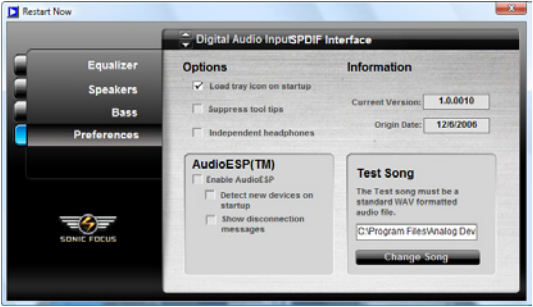 Restart Now
Digital Audio InputSPDIF Interface
Equalizer
Speakers
Bass
Preferences
SONIC FOCUS
Options
Load tray icon on startup
Suppress tool tips
Independent headphones
Information
Current Version: 1.0.0010
Origin Date: 12/6/2006
AudioESP(TM)
Enable AudioESP
Detect new devices on
startup
Show disconnection
messages
Test Song
The Test song must be a
standard WAV formatted
audio file.
C:\Program Files\Analog Dev
Change Song